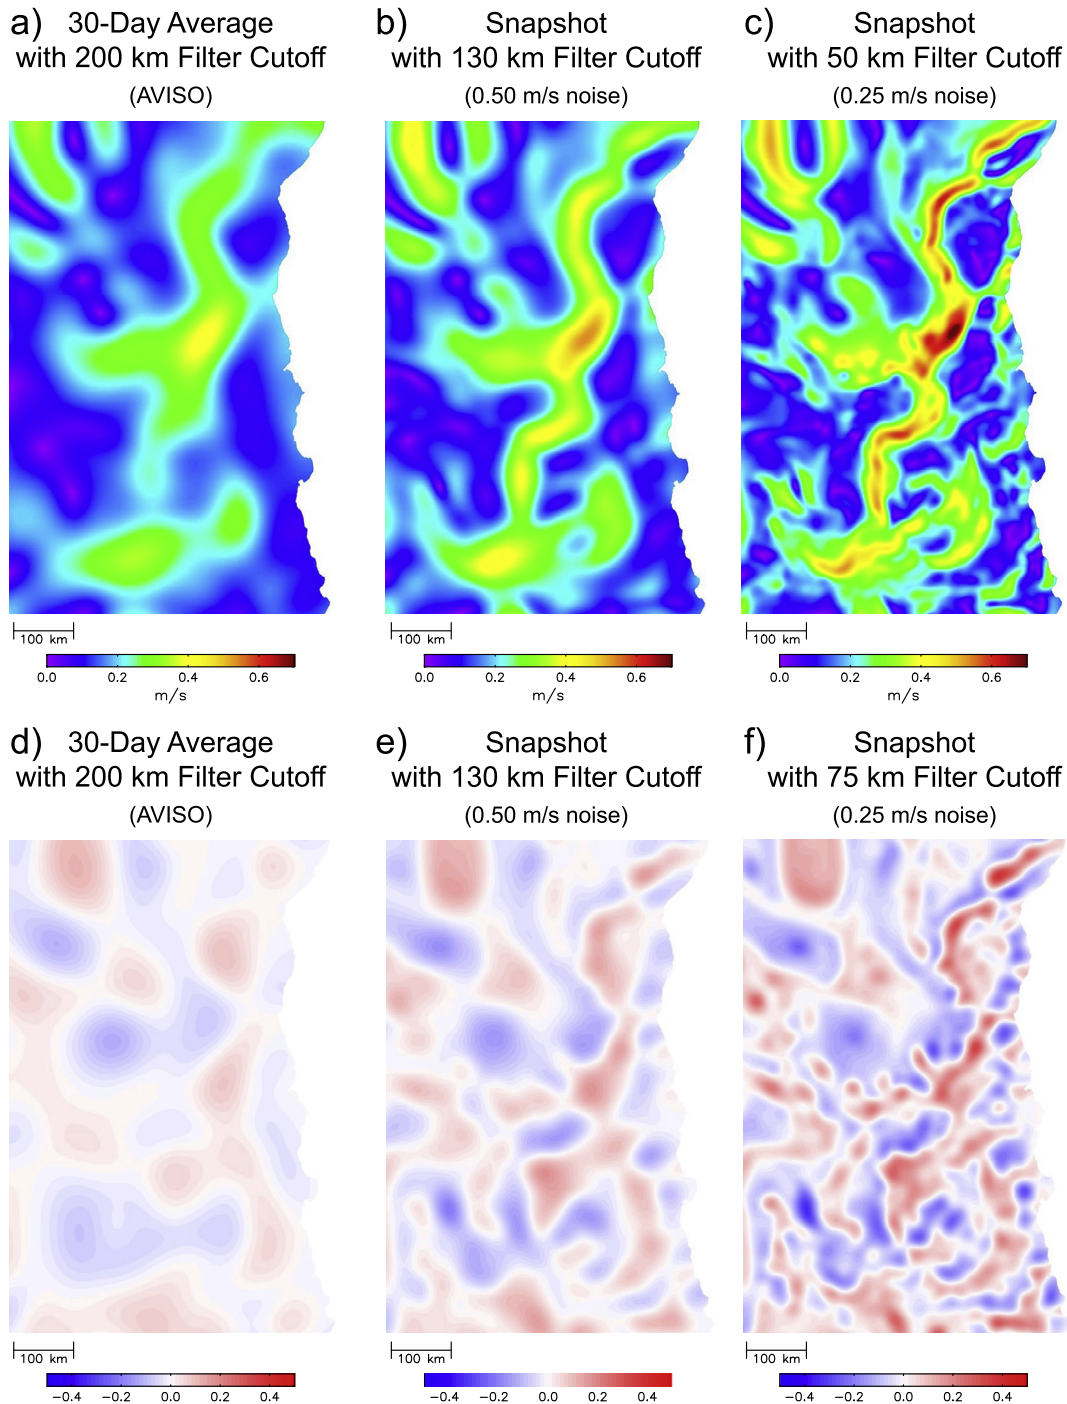 a) 30-Day Average
with 200 km Filter Cutoff
(AVISO)
b) Snapshot
with 130 km Filter Cutoff
(0.50 m/s noise)
c) Snapshot
with 50 km Filter Cutoff
(0.25 m/s noise)
100 km
0.0 0.2 0.4 0.6
m/s
100 km
0.0 0.2 0.4 0.6
m/s
100 km
0.0 0.2 0.4 0.6
m/s
d) 30-Day Average
with 200 km Filter Cutoff
(AVISO)
e) Snapshot
with 130 km Filter Cutoff
(0.50 m/s noise)
f) Snapshot
with 75 km Filter Cutoff
(0.25 m/s noise)
100 km
−0.4 −0.2 0.0 0.2 0.4
100 km
−0.4 −0.2 0.0 0.2 0.4
100 km
−0.4 −0.2 0.0 0.2 0.4